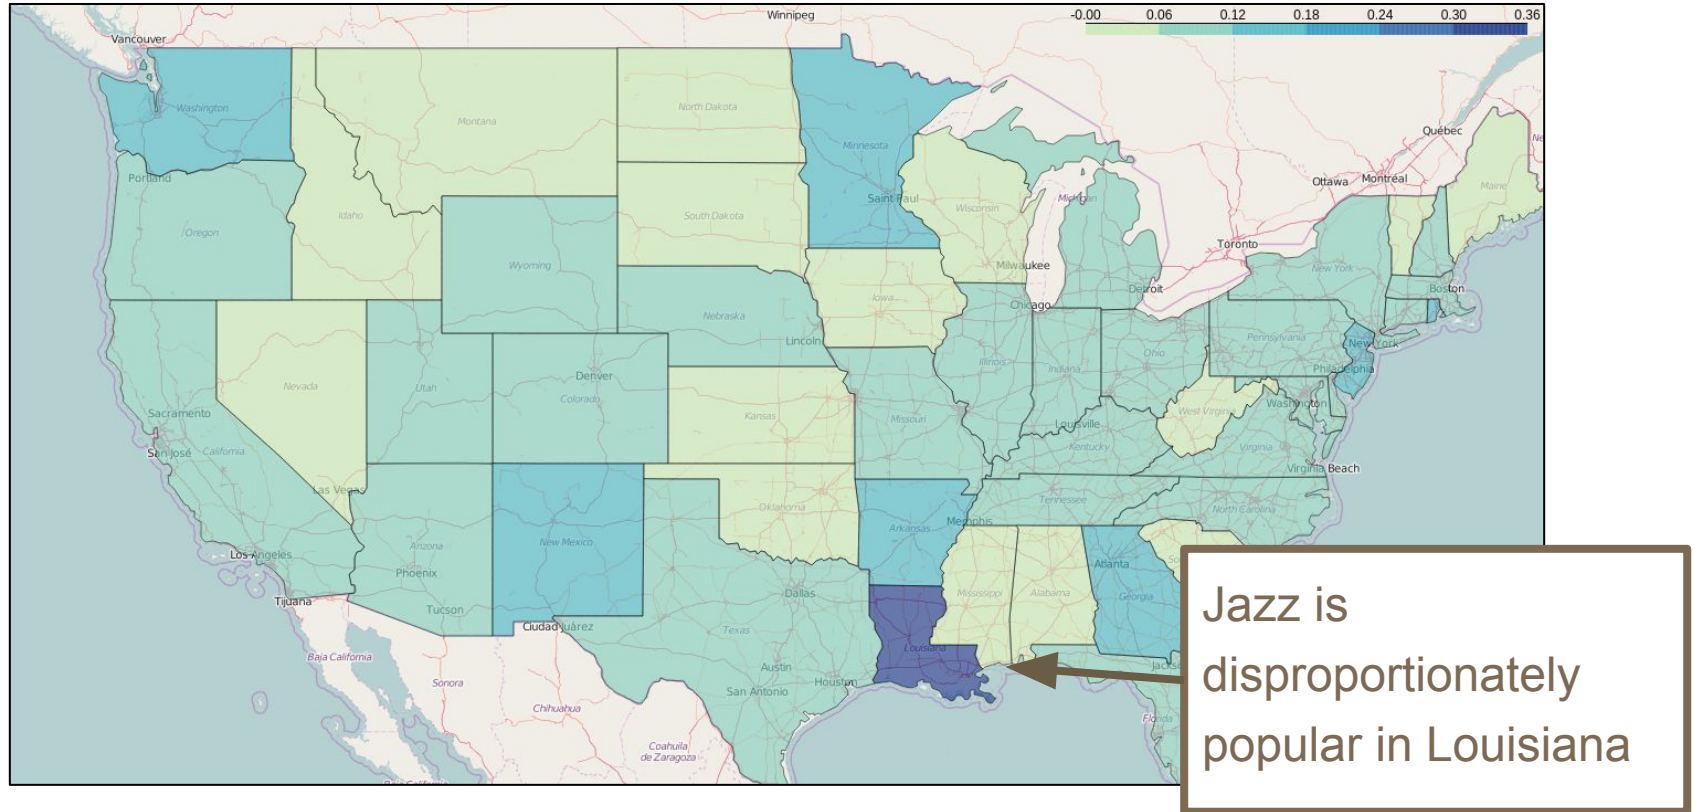 Winnipeg
-0.00 0.06 0.12 0.18 0.24 0.30 0.36
Vancouver
Washington
Montana
North Dakota
Minnesota
Québec
Ottawa
Montréal
Maine
Portland
Oregon
Idaho
South Dakota
Saint Paul
Wisconsin
Michigan
Toronto
Wyoming
Milwaukee
New York
Iowa
Detroit
Boston
Chicago
Nebraska
Lincoln
Illinois
Indiana
Ohio
Pennsylvania
New York
Philadelphia
Nevada
Utah
Denver
Colorado
Kansas
Missouri
West Virginia
Washington
Sacramento
San José
California
Louisville
Kentucky
Virginia
Virginia Beach
Las Vegas
Oklahoma
Tennessee
North Carolina
Memphis
Arkansas
Los Angeles
Arizona
New Mexico
Phoenix
Atlanta
Tijuana
Tucson
Dallas
Mississippi
Alabama
Georgia
Ciudad Juárez
Texas
Louisiana
Baja California
Austin
Houston
San Antonio
Sonora
Chihuahua
Coahuila
de Zaragoza
Jazz is
disproportionately
popular in Louisiana